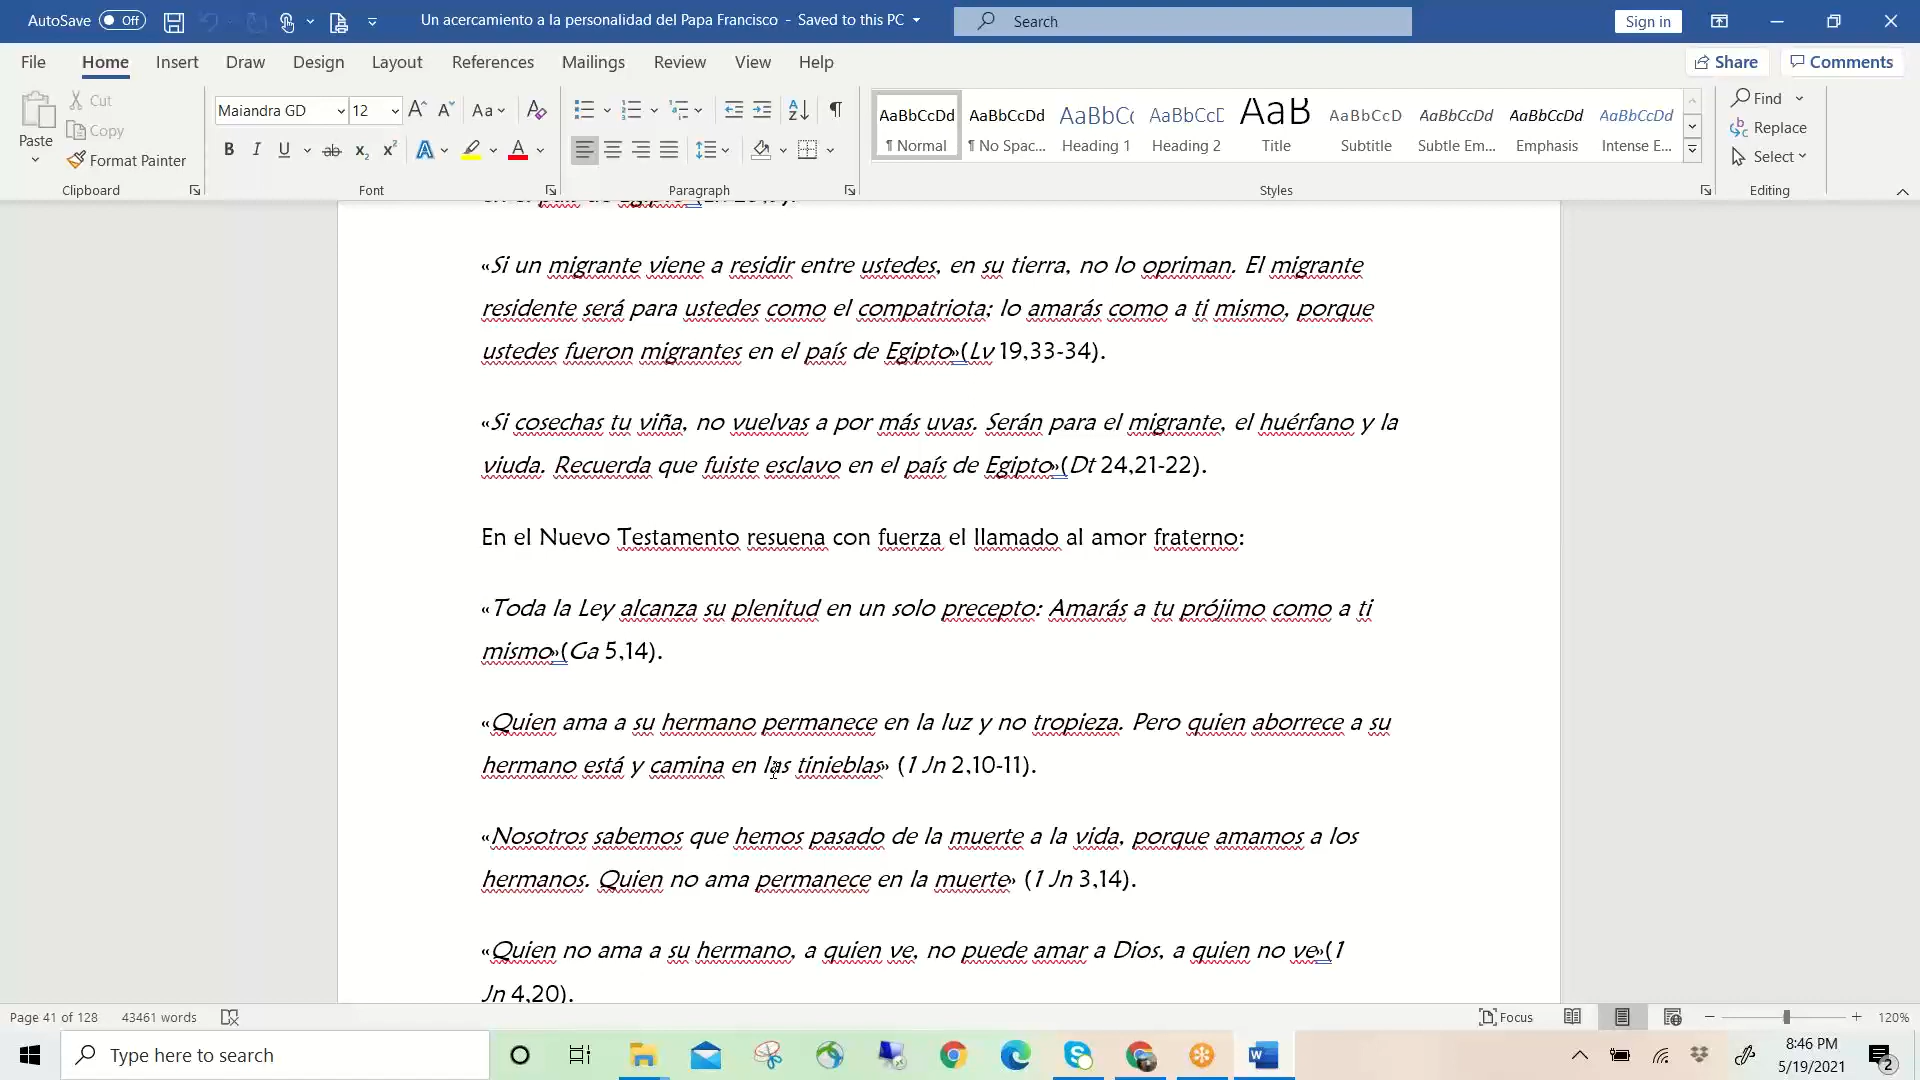 AutoSave Off Un acercamiento a la personalidad del Papa Francisco - Saved to this PC Search Sign in
File Home Insert Draw Design Layout References Mailings Review View Help Share Comments
Paste Cut Copy Format Painter
Clipboard
Maiandra GD 12 Aa
B I U ab x₂ x² A A
Font
Paragraph
AaBbCcDd AaBbCcDd AaBbCc AaBbCcD AaB AaBbCcD AaBbCcDd AaBbCcDd AaBbCcDd
¶ Normal ¶ No Spac... Heading 1 Heading 2 Title Subtitle Subtle Em... Emphasis Intense E...
Styles
Find
Replace
Select
Editing
«Si un migrante viene a residir entre ustedes, en su tierra, no lo opriman. El migrante
residente será para ustedes como el compatriota; lo amarás como a ti mismo, porque
ustedes fueron migrantes en el país de Egipto»(Lv 19,33-34).
«Si cosechas tu viña, no vuelvas a por más uvas. Serán para el migrante, el huérfano y la
viuda. Recuerda que fuiste esclavo en el país de Egipto»(Dt 24,21-22).
En el Nuevo Testamento resuena con fuerza el llamado al amor fraterno:
«Toda la Ley alcanza su plenitud en un solo precepto: Amarás a tu prójimo como a ti
mismo»(Ga 5,14).
«Quien ama a su hermano permanece en la luz y no tropieza. Pero quien aborrece a su
hermano está y camina en las tinieblas» (1 Jn 2,10-11).
«Nosotros sabemos que hemos pasado de la muerte a la vida, porque amamos a los
hermanos. Quien no ama permanece en la muerte» (1 Jn 3,14).
«Quien no ama a su hermano, a quien ve, no puede amar a Dios, a quien no ve»(1
Jn 4,20).
Page 41 of 128 43461 words Focus 120%
Type here to search
8:46 PM
5/19/2021
2